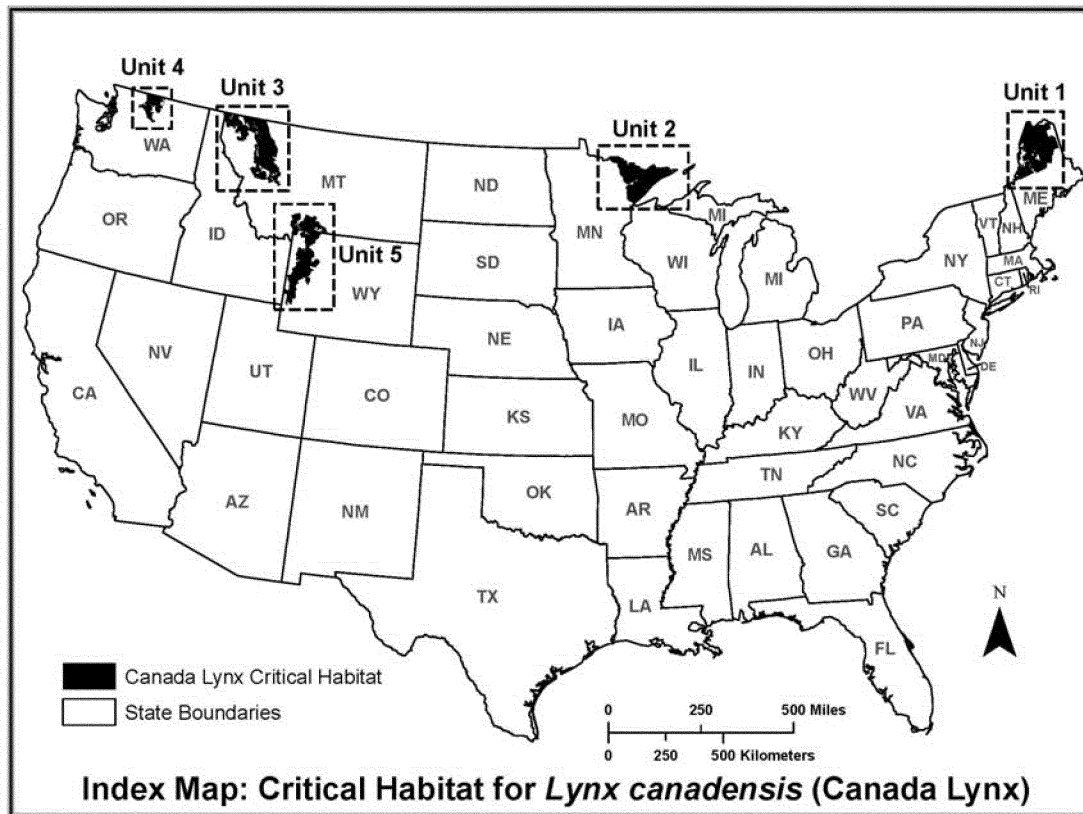 Unit 4
Unit 3
Unit 2
Unit 1
WA
MT
ND
MN
ME
OR
ID
Unit 5
WY
SD
WI
MI
MI
NY
VT
NH
MA
CT
RI
NV
UT
CO
NE
IA
IL
IN
OH
PA
NJ
MD
DE
CA
KS
MO
KY
WV
VA
AZ
NM
OK
AR
TN
NC
SC
TX
LA
MS
AL
GA
FL
N
Canada Lynx Critical Habitat
State Boundaries
0 250 500 Miles
0 250 500 Kilometers
Index Map: Critical Habitat for Lynx canadensis (Canada Lynx)